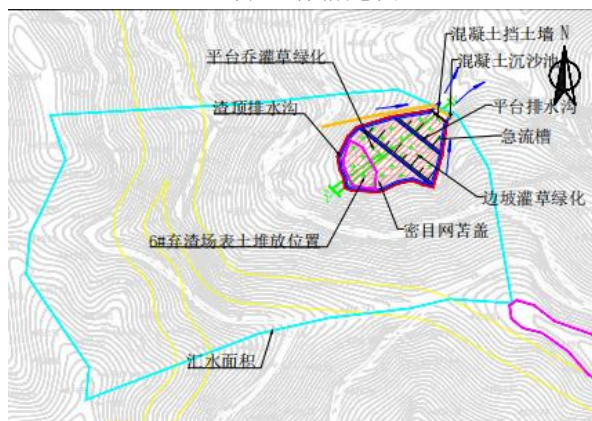 混凝土挡土墙 N
平台乔灌草绿化
混凝土沉沙池
渣顶排水沟
平台排水沟
急流槽
边坡灌草绿化
6#弃渣场表土堆放位置
密目网苫盖
汇水面积